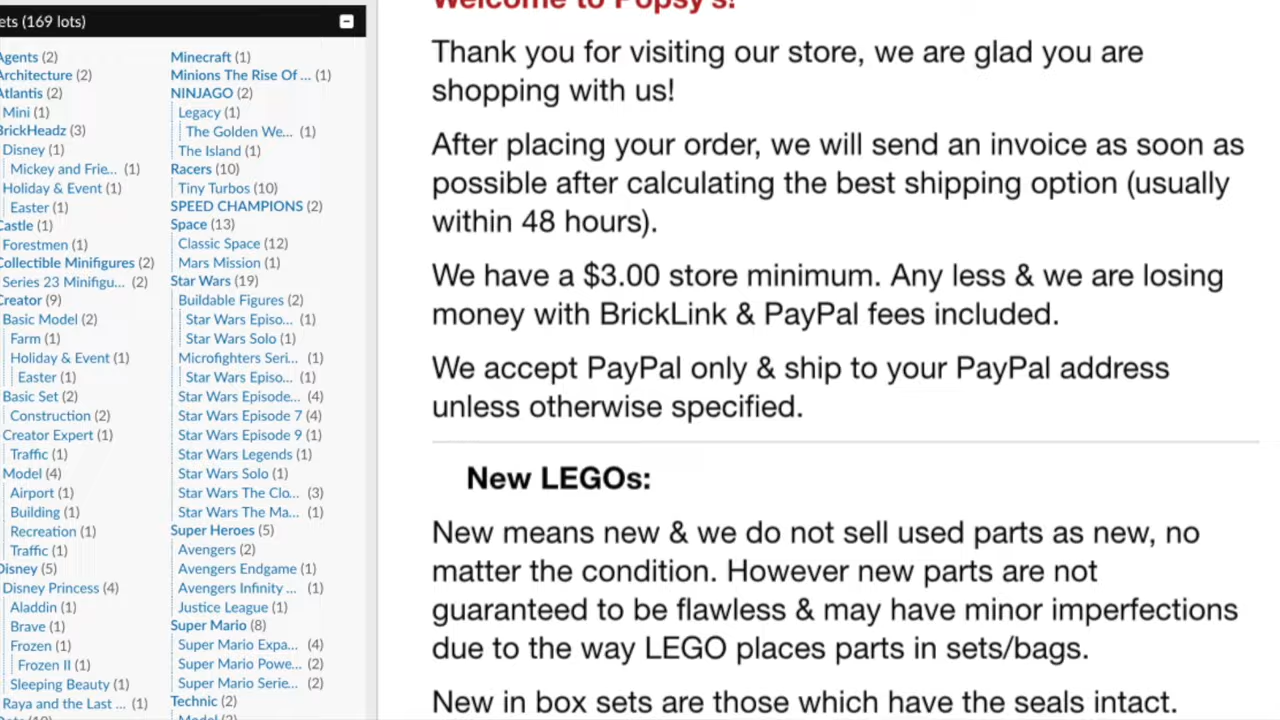 ets (169 lots)
Agents (2)
Architecture (2)
Atlantis (2)
Mini (1)
BrickHeadz (3)
Disney (1)
Mickey and Frie... (1)
Holiday & Event (1)
Easter (1)
Castle (1)
Forestmen (1)
Collectible Minifigures (2)
Series 23 Minifigu... (2)
Creator (9)
Basic Model (2)
Farm (1)
Holiday & Event (1)
Easter (1)
Basic Set (2)
Construction (2)
Creator Expert (1)
Traffic (1)
Model (4)
Airport (1)
Building (1)
Recreation (1)
Traffic (1)
Disney (5)
Disney Princess (4)
Aladdin (1)
Brave (1)
Frozen (1)
Frozen II (1)
Sleeping Beauty (1)
Raya and the Last ... (1)
Minecraft (1)
Minions The Rise Of ... (1)
NINJAGO (2)
Legacy (1)
The Golden We... (1)
The Island (1)
Racers (10)
Tiny Turbos (10)
SPEED CHAMPIONS (2)
Space (13)
Classic Space (12)
Mars Mission (1)
Star Wars (19)
Buildable Figures (2)
Star Wars Episo... (1)
Star Wars Solo (1)
Microfighters Seri... (1)
Star Wars Episo... (1)
Star Wars Episode... (4)
Star Wars Episode 7 (4)
Star Wars Episode 9 (1)
Star Wars Legends (1)
Star Wars Solo (1)
Star Wars The Clo... (3)
Star Wars The Ma... (1)
Super Heroes (5)
Avengers (2)
Avengers Endgame (1)
Avengers Infinity ... (1)
Justice League (1)
Super Mario (8)
Super Mario Expa... (4)
Super Mario Powe... (2)
Super Mario Serie... (2)
Technic (2)
Welcome to Popsy's!
Thank you for visiting our store, we are glad you are
shopping with us!
After placing your order, we will send an invoice as soon as
possible after calculating the best shipping option (usually
within 48 hours).
We have a $3.00 store minimum. Any less & we are losing
money with BrickLink & PayPal fees included.
We accept PayPal only & ship to your PayPal address
unless otherwise specified.
New LEGOs:
New means new & we do not sell used parts as new, no
matter the condition. However new parts are not
guaranteed to be flawless & may have minor imperfections
due to the way LEGO places parts in sets/bags.
New in box sets are those which have the seals intact.